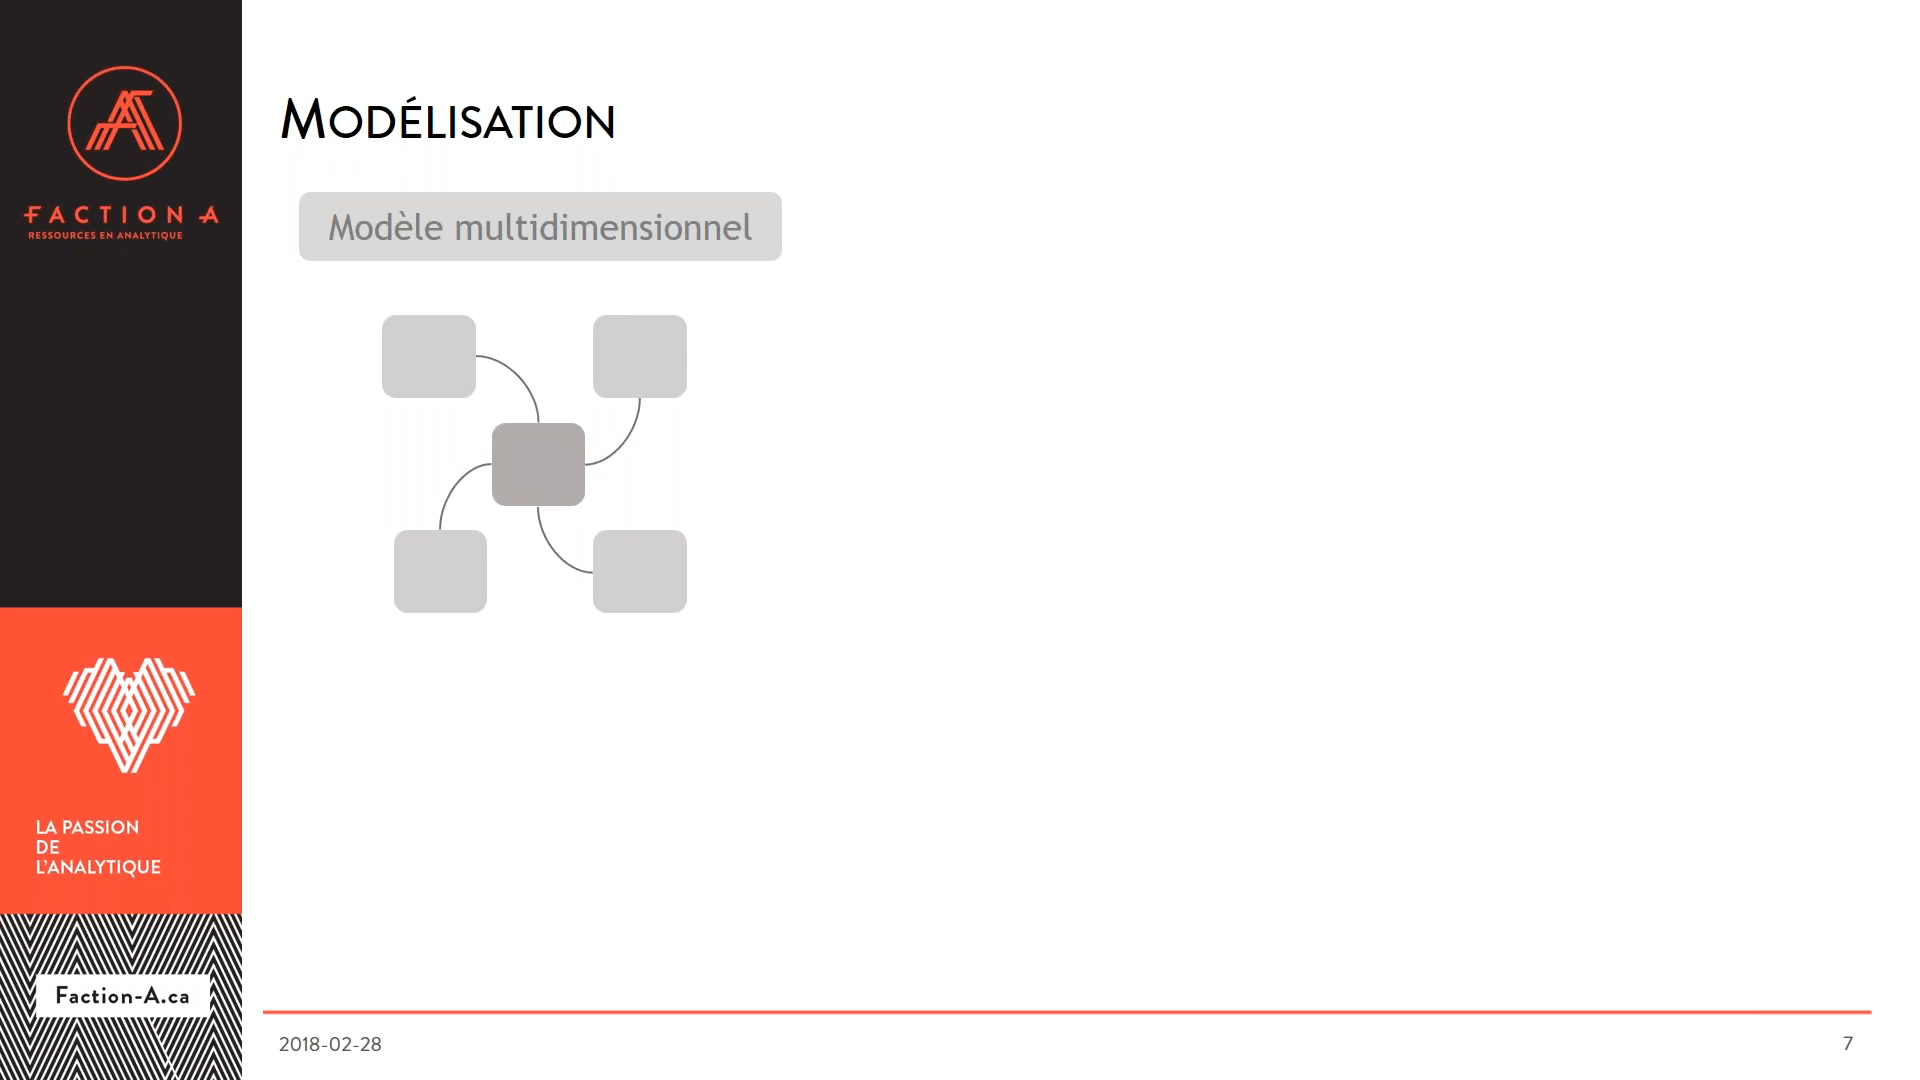 FACTION A
RESSOURCES EN ANALYTIQUE
MODÉLISATION
Modèle multidimensionnel
LA PASSION
DE
L'ANALYTIQUE
Faction-A.ca
2018-02-28
7